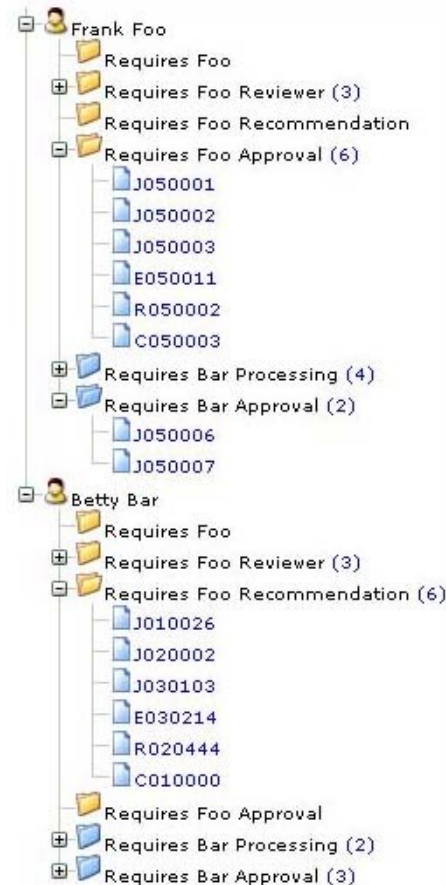 Frank Foo
Requires Foo
Requires Foo Reviewer (3)
Requires Foo Recommendation
Requires Foo Approval (6)
J050001
J050002
J050003
E050011
R050002
C050003
Requires Bar Processing (4)
Requires Bar Approval (2)
J050006
J050007
Betty Bar
Requires Foo
Requires Foo Reviewer (3)
Requires Foo Recommendation (6)
J010026
J020002
J030103
E030214
R020444
C010000
Requires Foo Approval
Requires Bar Processing (2)
Requires Bar Approval (3)